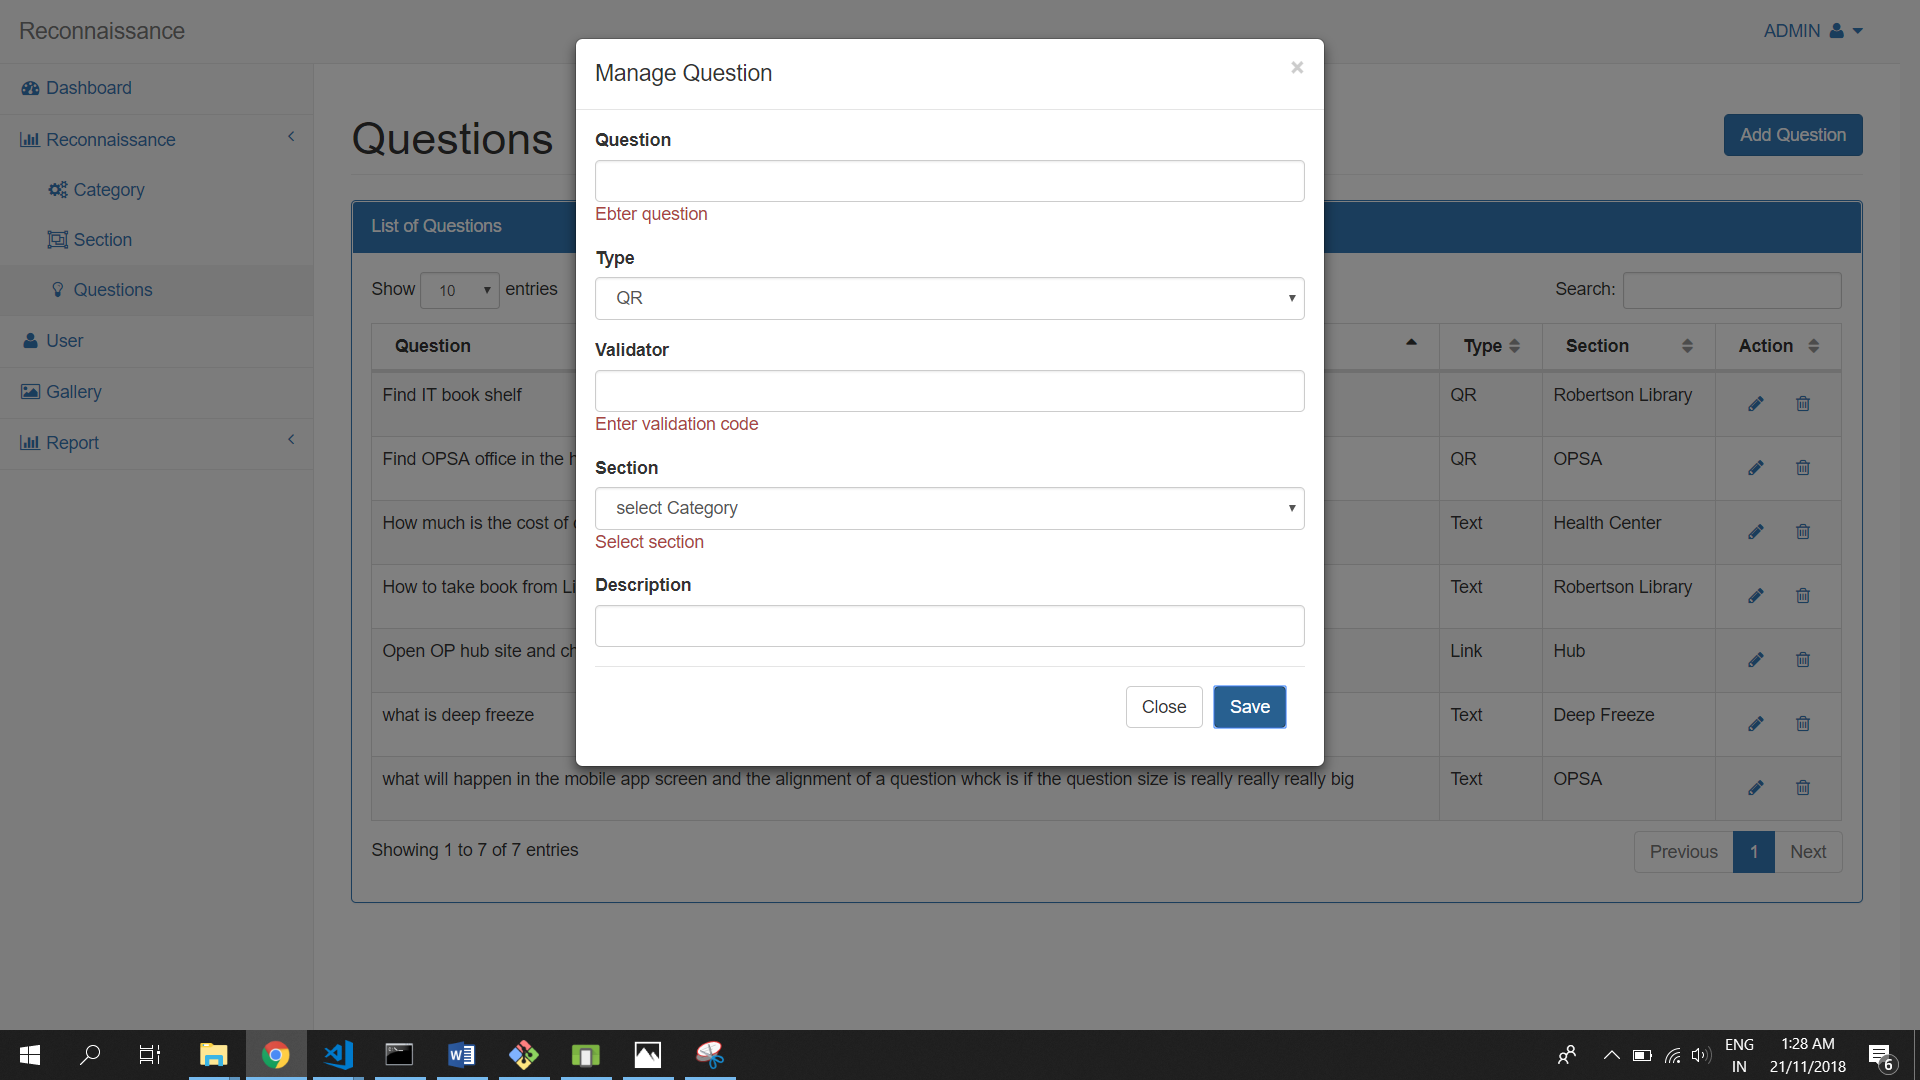 Reconnaissance
ADMIN
Manage Question
×
Dashboard
Reconnaissance
Category
Section
Questions
User
Gallery
Report
Questions
Add Question
List of Questions
Show 10 entries
Search:
Question
Type
Section
Action
Find IT book shelf
QR
Robertson Library
Find OPSA office in the h
QR
OPSA
How much is the cost of
Text
Health Center
How to take book from Li
Text
Robertson Library
Open OP hub site and ch
Link
Hub
what is deep freeze
Text
Deep Freeze
what will happen in the mobile app screen and the alignment of a question whck is if the question size is really really really big
Text
OPSA
Showing 1 to 7 of 7 entries
Previous
1
Next
Question
Ebter question
Type
QR
Validator
Enter validation code
Section
select Category
Select section
Description
Close
Save
ENG
IN
1:28 AM
21/11/2018
6